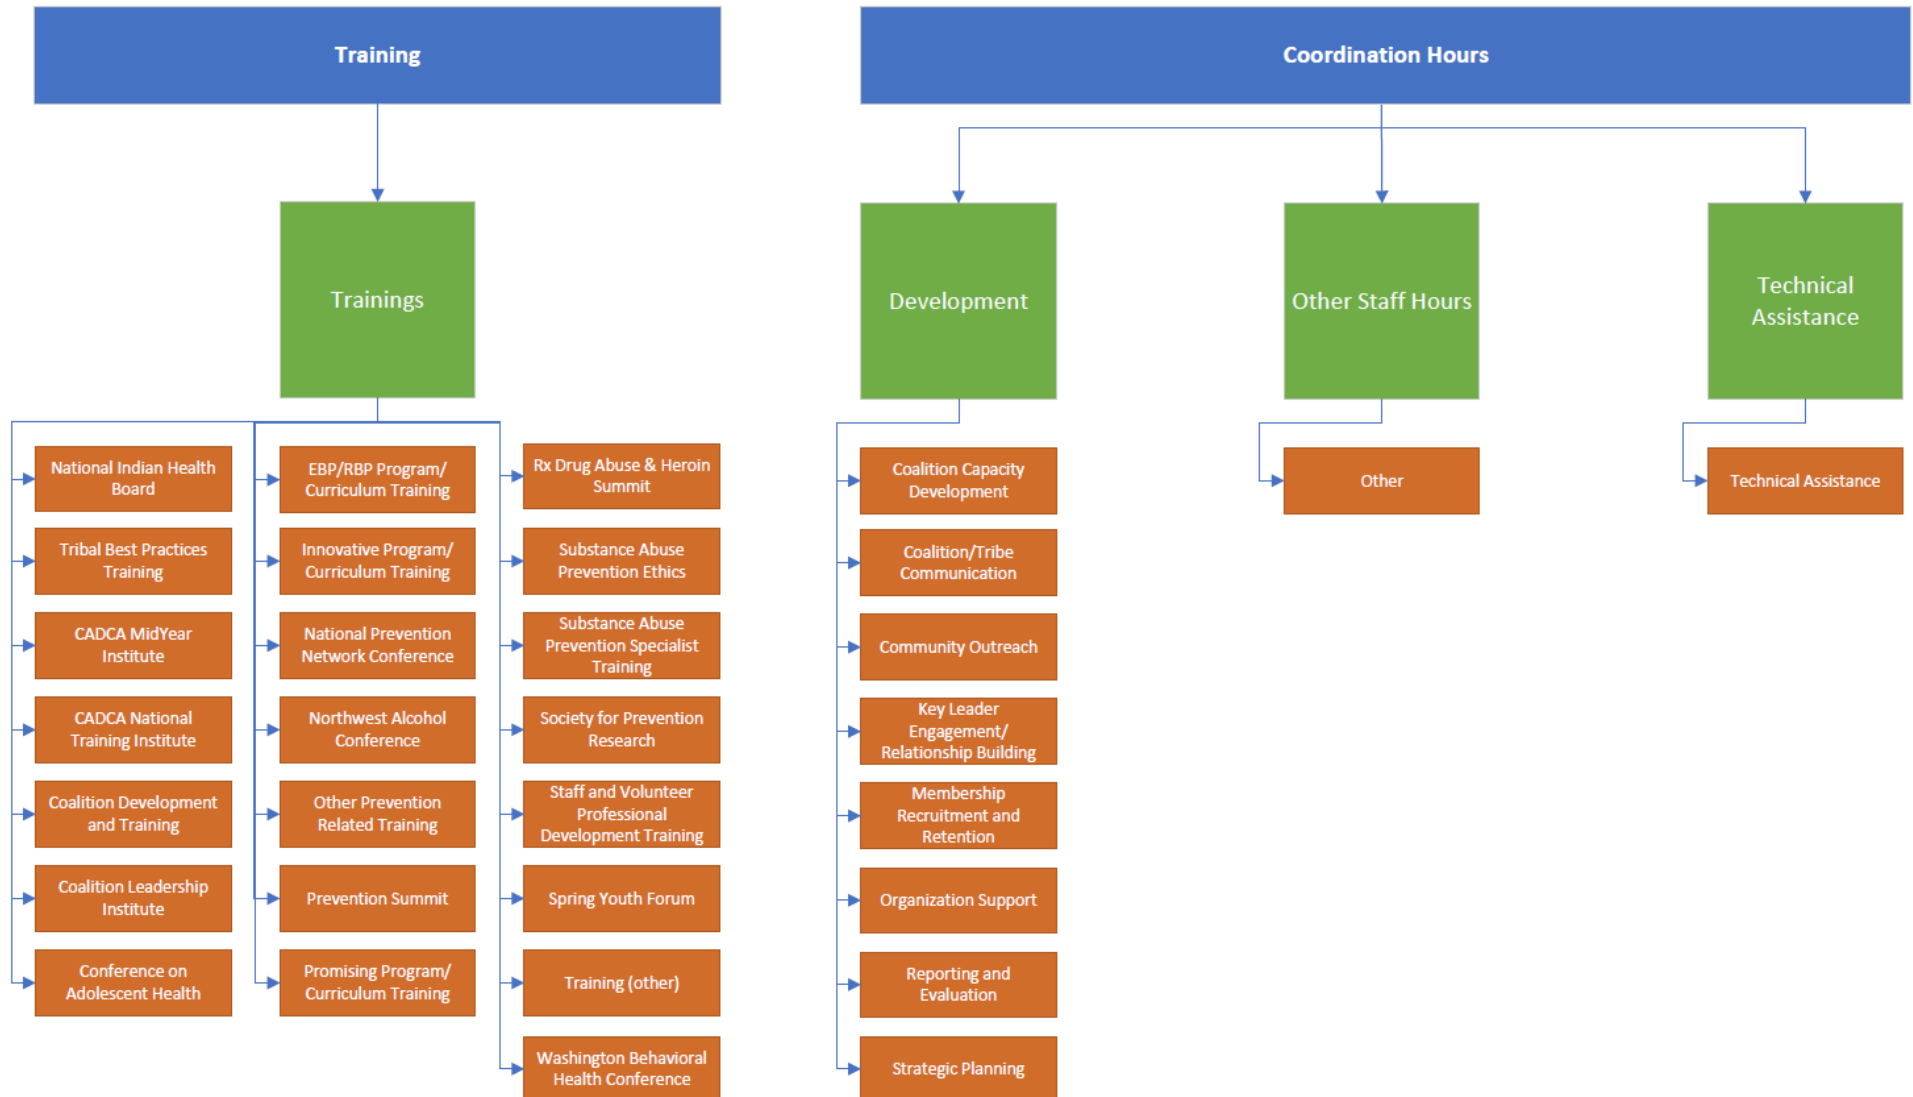 Training
Coordination Hours
Trainings
Development
Other Staff Hours
Technical
Assistance
National Indian Health
Board
Tribal Best Practices
Training
CADCA MidYear
Institute
CADCA National
Training Institute
Coalition Development
and Training
Coalition Leadership
Institute
Conference on
Adolescent Health
EBP/RBP Program/
Curriculum Training
Innovative Program/
Curriculum Training
National Prevention
Network Conference
Northwest Alcohol
Conference
Other Prevention
Related Training
Prevention Summit
Promising Program/
Curriculum Training
Rx Drug Abuse & Heroin
Summit
Substance Abuse
Prevention Ethics
Substance Abuse
Prevention Specialist
Training
Society for Prevention
Research
Staff and Volunteer
Professional
Development Training
Spring Youth Forum
Training (other)
Washington Behavioral
Health Conference
Coalition Capacity
Development
Coalition/Tribe
Communication
Community Outreach
Key Leader
Engagement/
Relationship Building
Membership
Recruitment and
Retention
Organization Support
Reporting and
Evaluation
Strategic Planning
Other
Technical Assistance